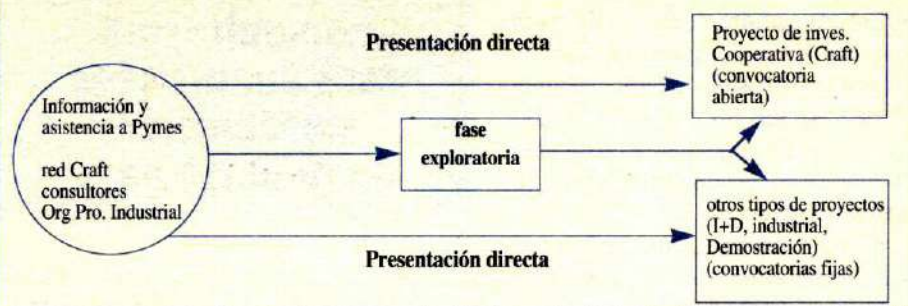 Presentación directa
Proyecto de inves.
Cooperativa (Craft)
(convocatoria
abierta)
Información y
asistencia a Pymes
red Craft
consultores
Org Pro. Industrial
fase
exploratoria
otros tipos de proyectos
(I+D, industrial,
Demostración)
(convocatorias fijas)
Presentación directa